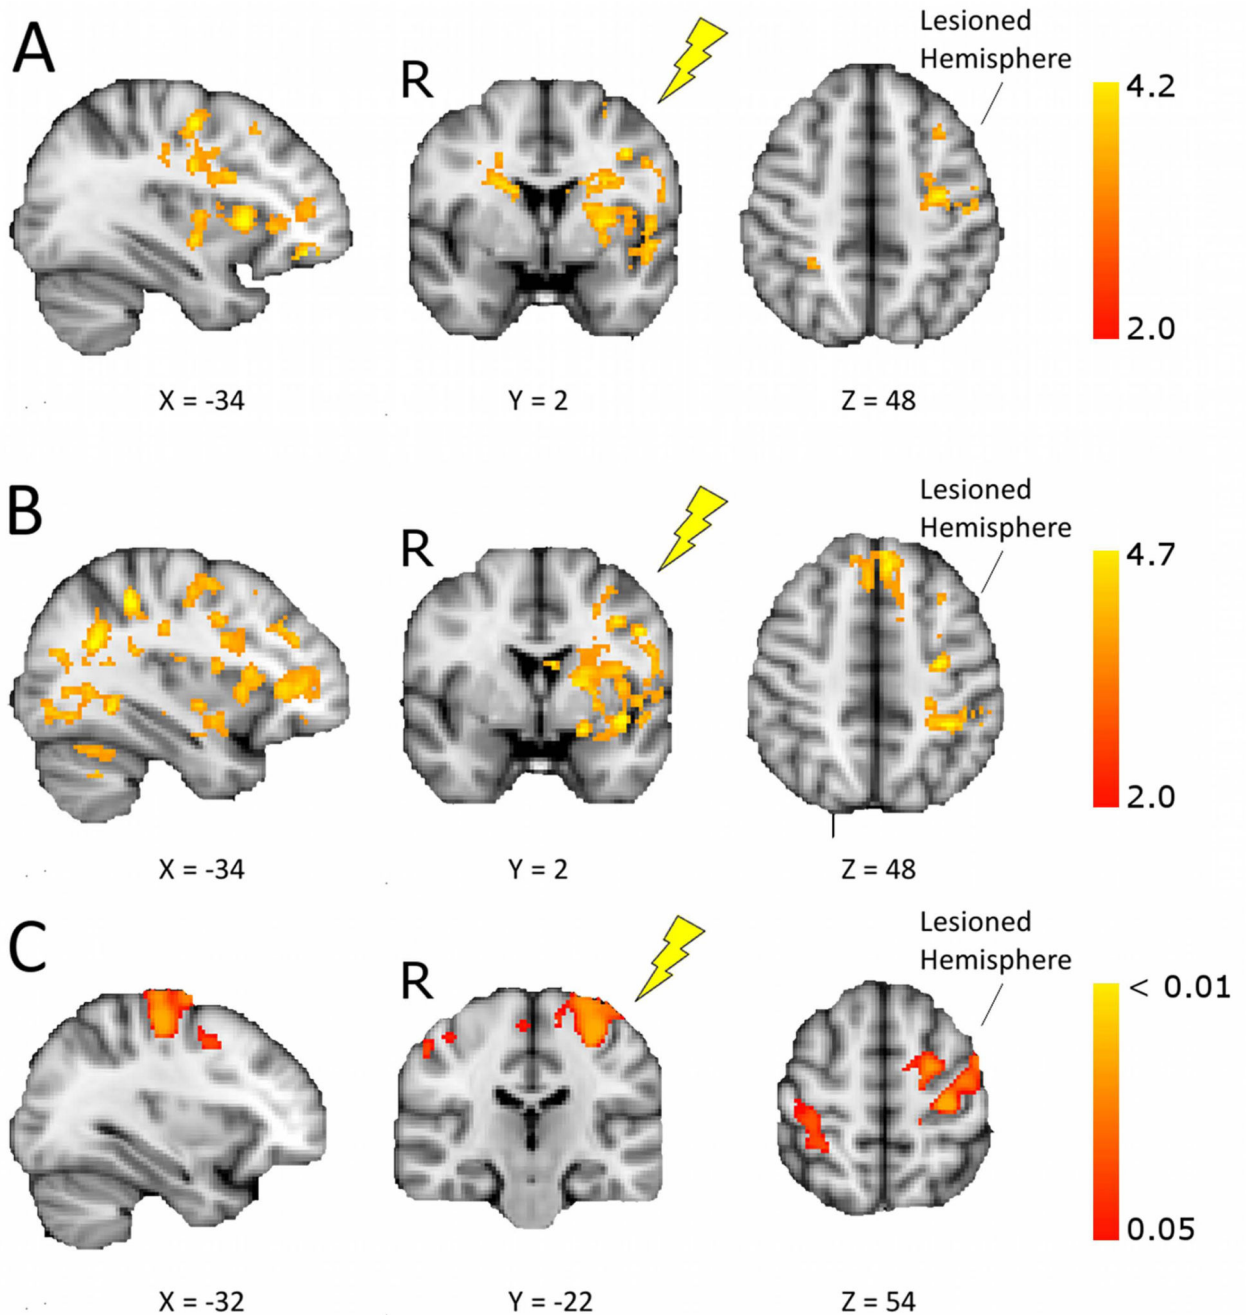 A
R
Lesioned
Hemisphere
4.2
2.0
X = -34
Y = 2
Z = 48
B
R
Lesioned
Hemisphere
4.7
2.0
X = -34
Y = 2
Z = 48
C
R
Lesioned
Hemisphere
< 0.01
0.05
X = -32
Y = -22
Z = 54